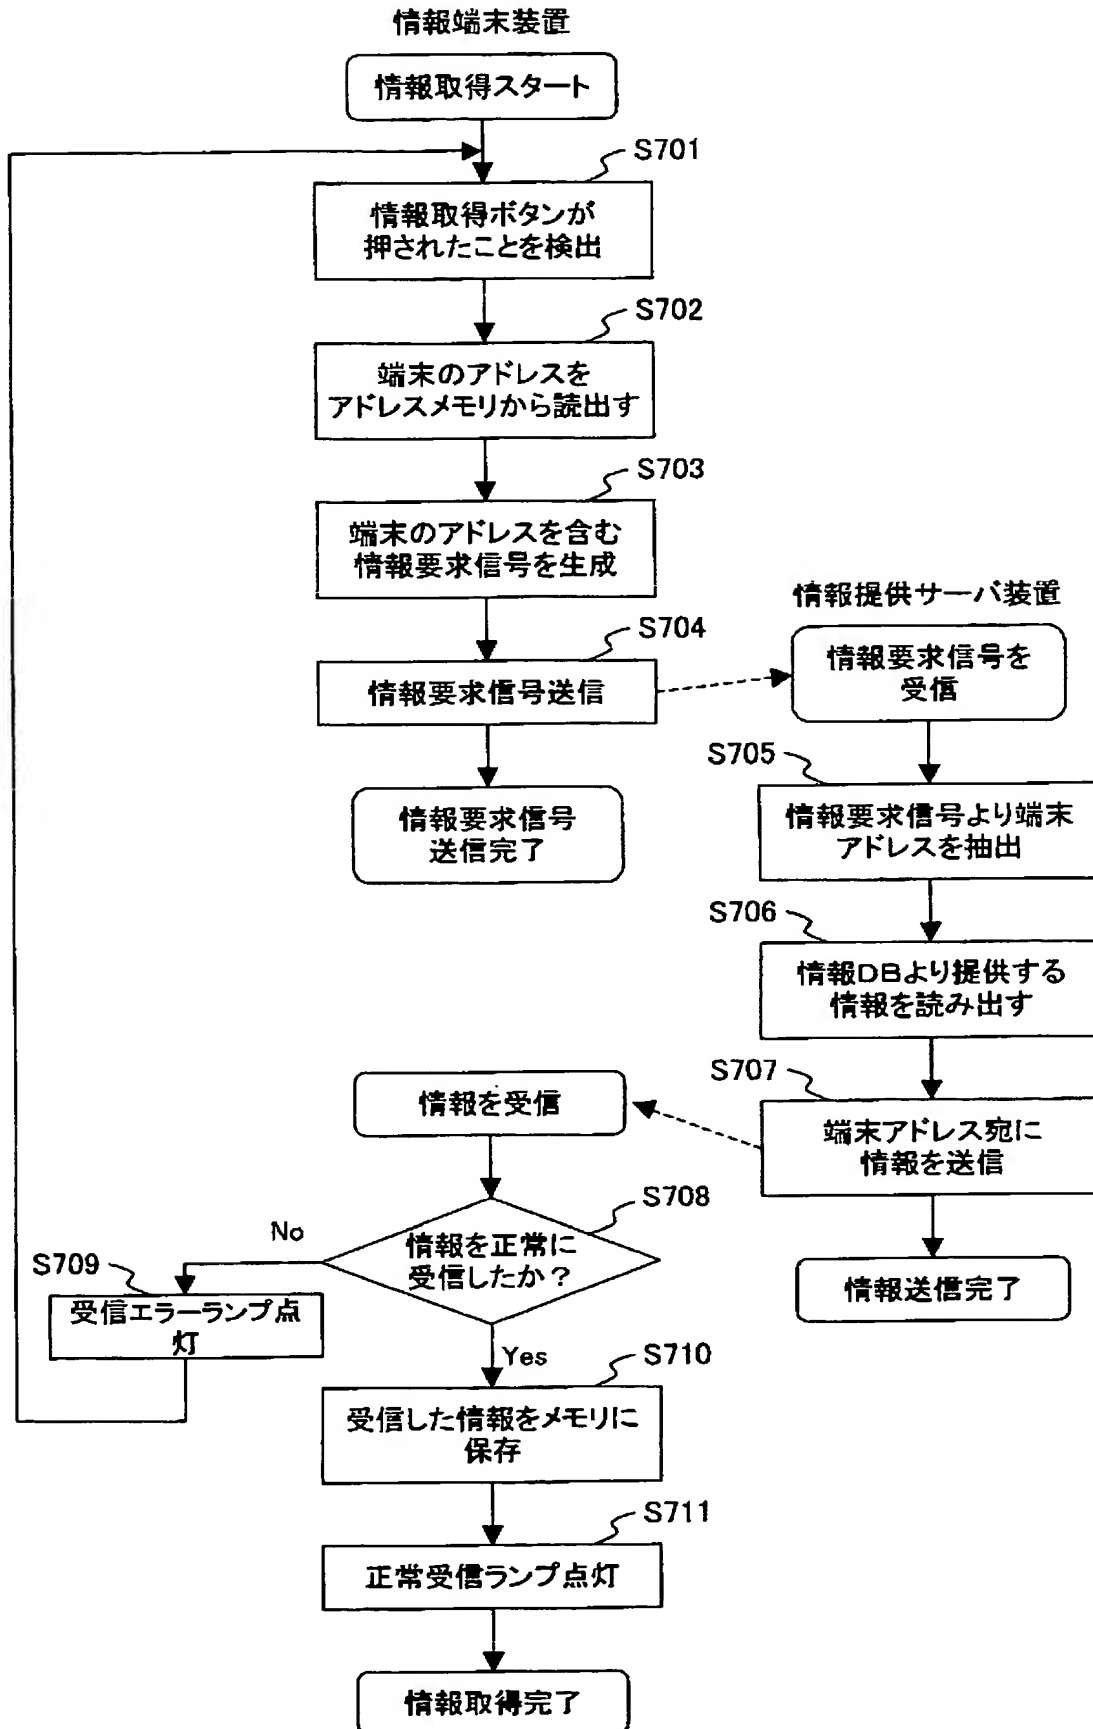 情報端末装置
情報取得スタート
S701
情報取得ボタンが
押されたことを検出
S702
端末のアドレスを
アドレスメモリから読出す
S703
端末のアドレスを含む
情報要求信号を生成
S704
情報要求信号送信
情報要求信号
送信完了
情報提供サーバ装置
情報要求信号を
受信
S705
情報要求信号より端末
アドレスを抽出
S706
情報DBより提供する
情報を読み出す
S707
端末アドレス宛に
情報を送信
情報送信完了
情報を受信
S708
情報を正常に
受信したか？
No
S709
受信エラーランプ点
灯
Yes
S710
受信した情報をメモリに
保存
S711
正常受信ランプ点灯
情報取得完了